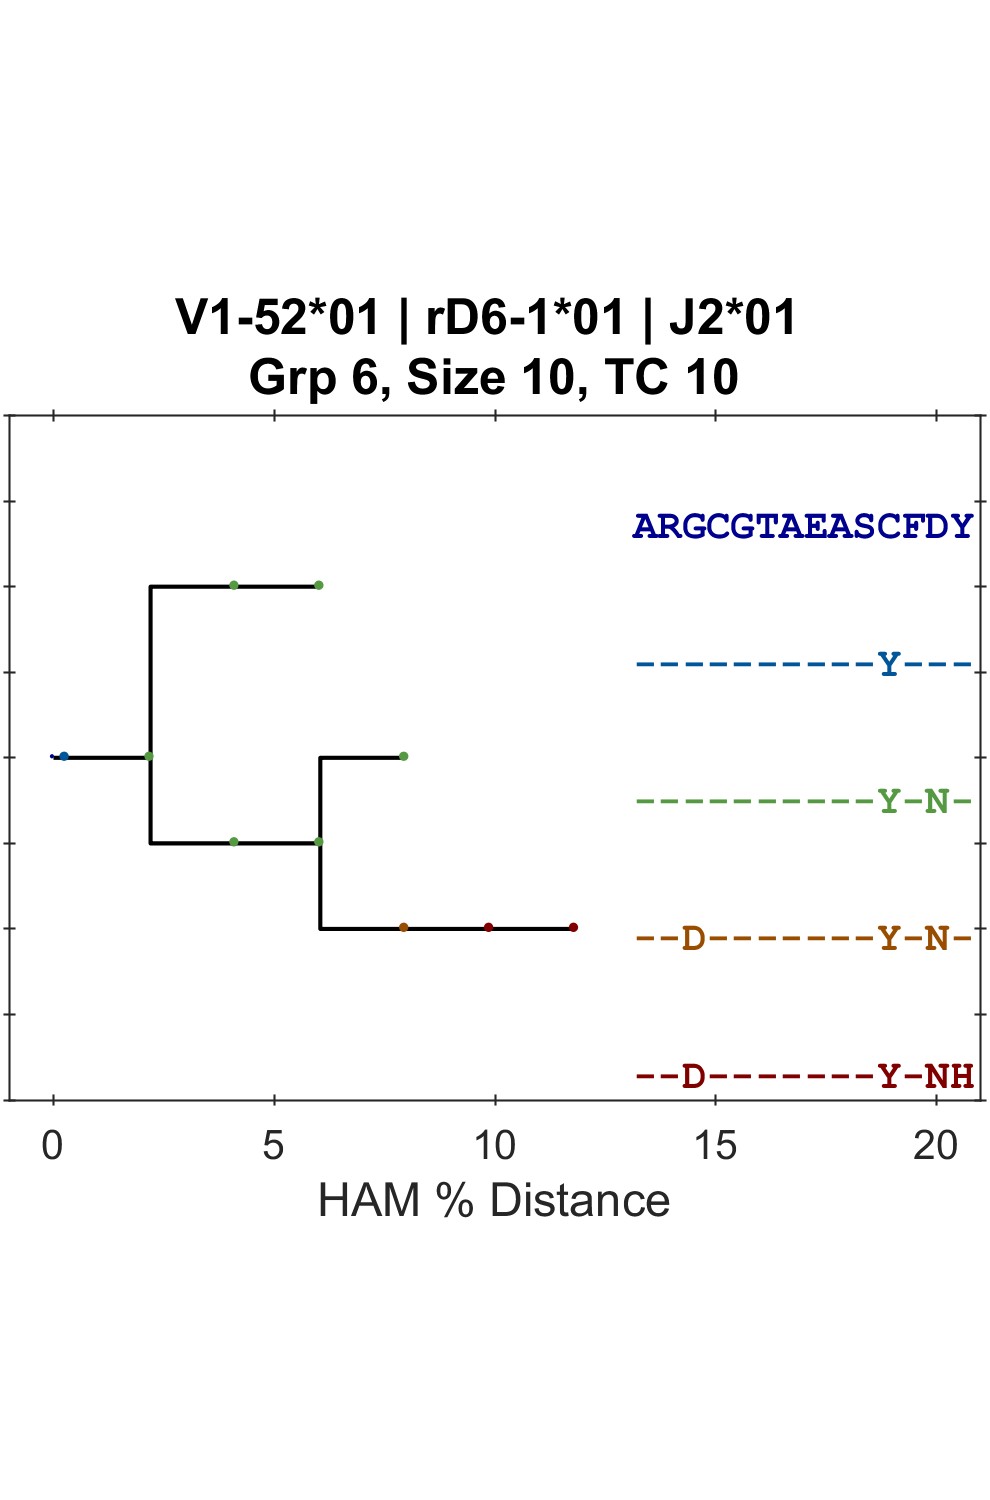 V1-52*01 | rD6-1*01 | J2*01
Grp 6, Size 10, TC 10
ARGCGTAEASCFDY
----------Y---
----------Y-N-
--D-------Y-N-
--D-------Y-NH
0 5 10 15 20
HAM % Distance